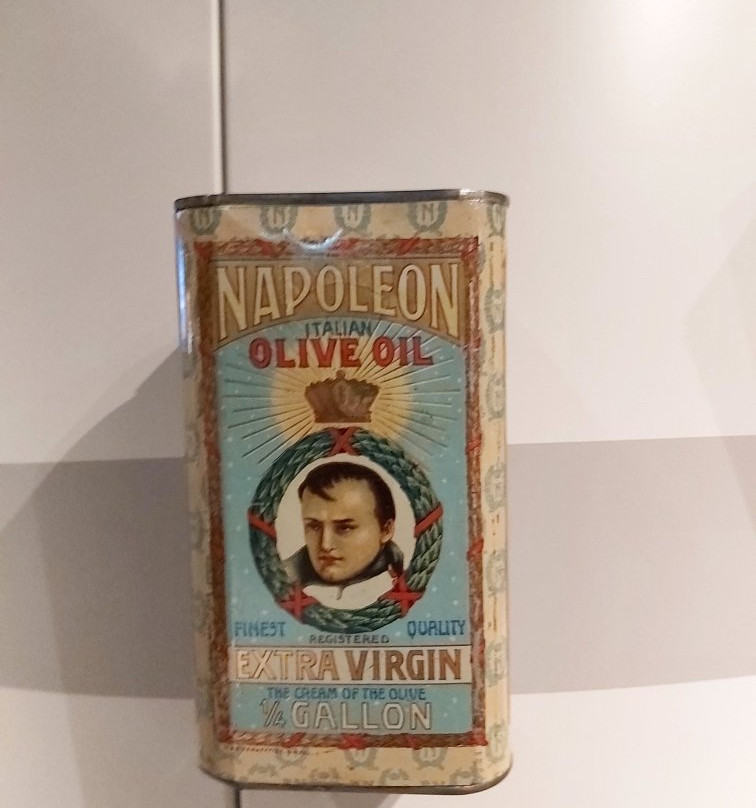 N N N N
NAPOLEON
ITALIAN
OLIVE OIL
FINEST QUALITY
REGISTERED
EXTRA VIRGIN
THE CREAM OF THE OLIVE
1/4 GALLON